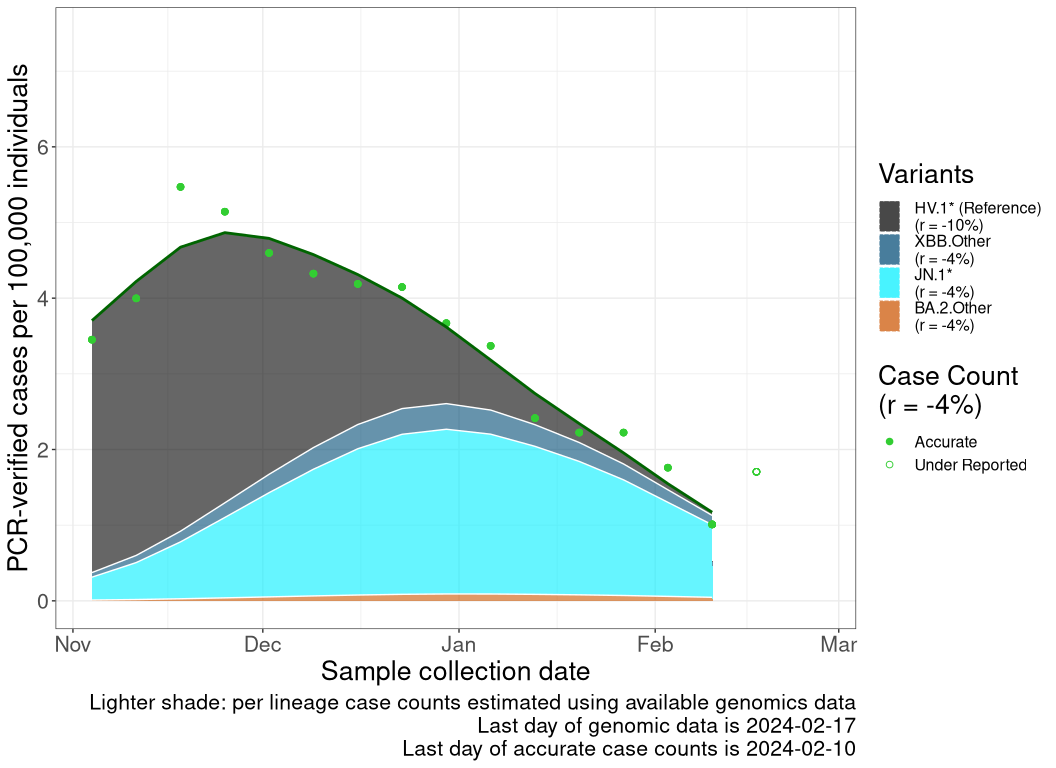 PCR-verified cases per 100,000 individuals
6
4
2
0
Nov Dec Jan Feb Mar
Sample collection date
Lighter shade: per lineage case counts estimated using available genomics data
Last day of genomic data is 2024-02-17
Last day of accurate case counts is 2024-02-10
Variants
HV.1* (Reference)
(r = -10%)
XBB.Other
(r = -4%)
JN.1*
(r = -4%)
BA.2.Other
(r = -4%)
Case Count
(r = -4%)
Accurate
Under Reported